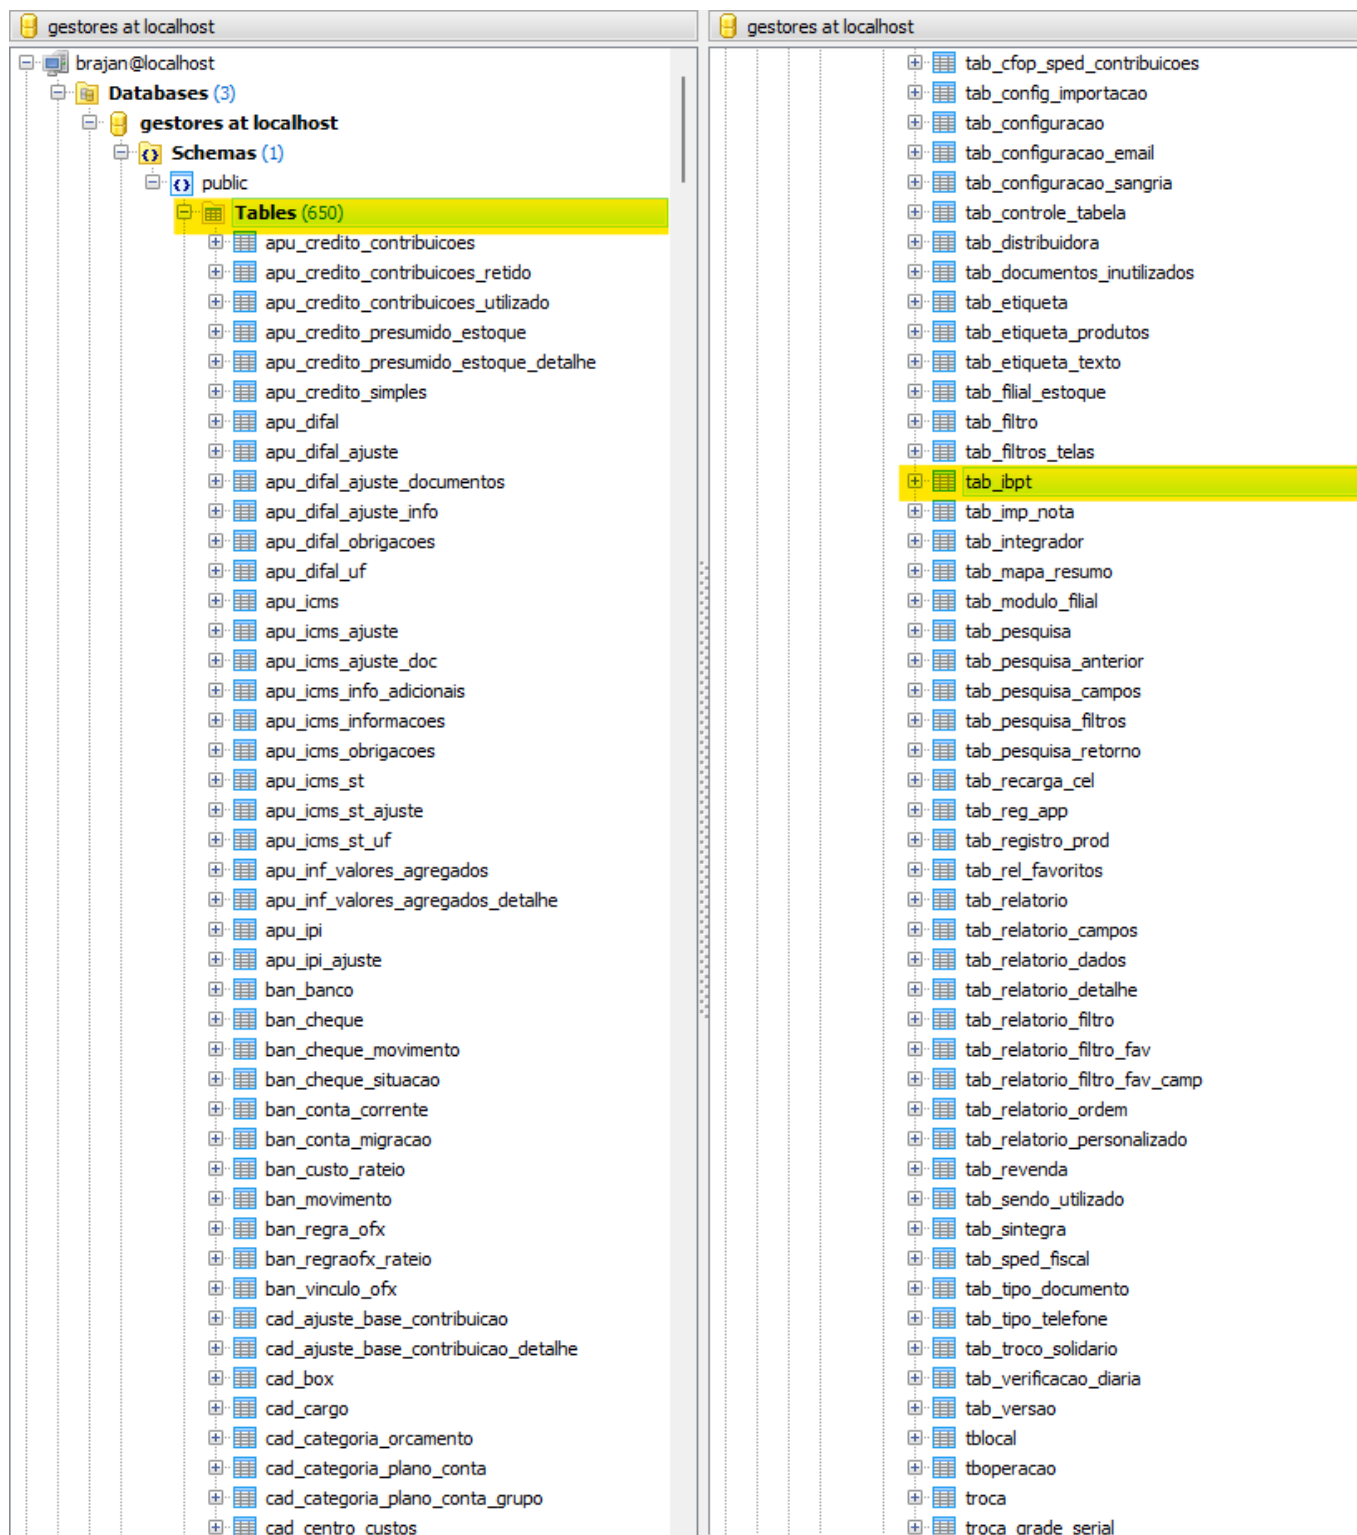 gestores at localhost
brajan@localhost
Databases (3)
gestores at localhost
Schemas (1)
public
Tables (650)
apu_credito_contribuicoes
apu_credito_contribuicoes_retido
apu_credito_contribuicoes_utilizado
apu_credito_presumido_estoque
apu_credito_presumido_estoque_detalhe
apu_credito_simples
apu_difal
apu_difal_ajuste
apu_difal_ajuste_documentos
apu_difal_ajuste_info
apu_difal_obrigacoes
apu_difal_uf
apu_icms
apu_icms_ajuste
apu_icms_ajuste_doc
apu_icms_info_adicionais
apu_icms_informacoes
apu_icms_obrigacoes
apu_icms_st
apu_icms_st_ajuste
apu_icms_st_uf
apu_inf_valores_agregados
apu_inf_valores_agregados_detalhe
apu_ipi
apu_ipi_ajuste
ban_banco
ban_cheque
ban_cheque_movimento
ban_cheque_situacao
ban_conta_corrente
ban_conta_migracao
ban_custo_rateio
ban_movimento
ban_regra_ofx
ban_regraofx_rateio
ban_vinculo_ofx
cad_ajuste_base_contribuicao
cad_ajuste_base_contribuicao_detalhe
cad_box
cad_cargo
cad_categoria_orcamento
cad_categoria_plano_conta
cad_categoria_plano_conta_grupo
cad_centro_custos
gestores at localhost
tab_cfop_sped_contribuicoes
tab_config_importacao
tab_configuracao
tab_configuracao_email
tab_configuracao_sangria
tab_controle_tabela
tab_distribuidora
tab_documentos_inutilizados
tab_etiqueta
tab_etiqueta_produtos
tab_etiqueta_texto
tab_filial_estoque
tab_filtro
tab_filtros_telas
tab_ibpt
tab_imp_nota
tab_integrador
tab_mapa_resumo
tab_modulo_filial
tab_pesquisa
tab_pesquisa_anterior
tab_pesquisa_campos
tab_pesquisa_filtros
tab_pesquisa_retorno
tab_recarga_cel
tab_reg_app
tab_registro_prod
tab_rel_favoritos
tab_relatorio
tab_relatorio_campos
tab_relatorio_dados
tab_relatorio_detalhe
tab_relatorio_filtro
tab_relatorio_filtro_fav
tab_relatorio_filtro_fav_camp
tab_relatorio_ordem
tab_relatorio_personalizado
tab_revenda
tab_sendo_utilizado
tab_sintegra
tab_sped_fiscal
tab_tipo_documento
tab_tipo_telefone
tab_troco_solidario
tab_verificacao_diaria
tab_versao
tblocal
tboperacao
troca
troca_grade_serial